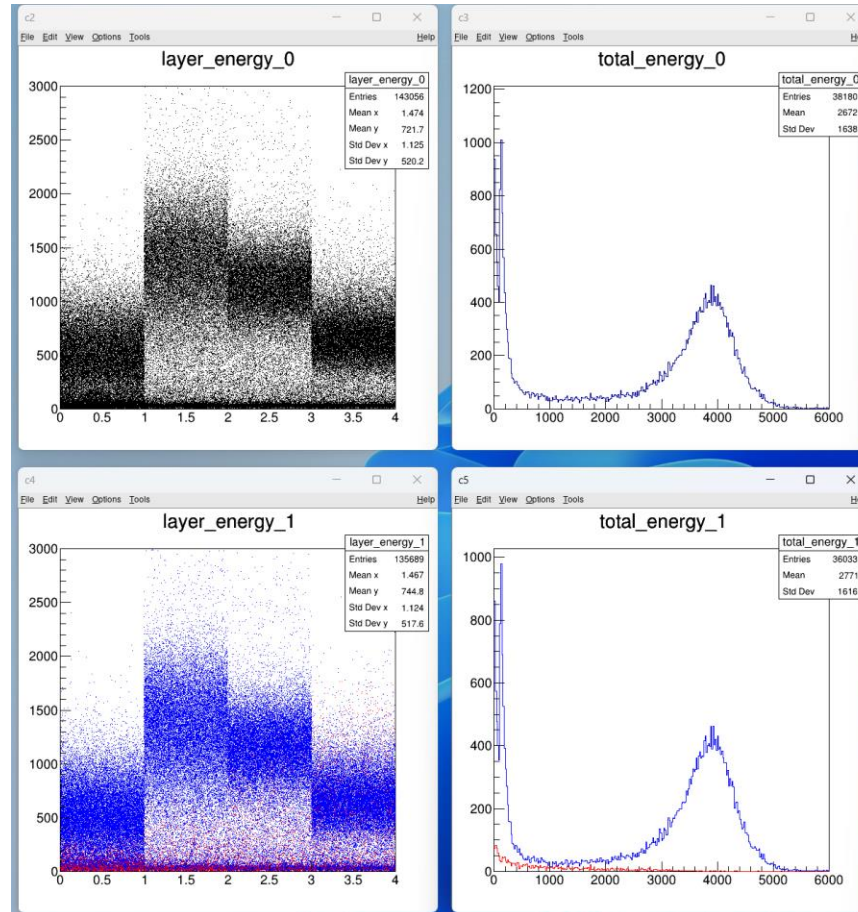 c2
File Edit View Options Tools Help
layer_energy_0
layer_energy_0
Entries 143056
Mean x 1.474
Mean y 721.7
Std Dev x 1.125
Std Dev y 520.2
3000
2500
2000
1500
1000
500
0
0 0.5 1 1.5 2 2.5 3 3.5 4
c3
File Edit View Options Tools He
total_energy_0
total_energy_0
Entries 38180
Mean 2672
Std Dev 1638
1200
1000
800
600
400
200
0
0 1000 2000 3000 4000 5000 6000
c4
File Edit View Options Tools Help
layer_energy_1
layer_energy_1
Entries 135689
Mean x 1.467
Mean y 744.8
Std Dev x 1.124
Std Dev y 517.6
3000
2500
2000
1500
1000
500
0
0 0.5 1 1.5 2 2.5 3 3.5 4
c5
File Edit View Options Tools He
total_energy_1
total_energy_1
Entries 36033
Mean 2771
Std Dev 1616
1000
800
600
400
200
0
0 1000 2000 3000 4000 5000 6000